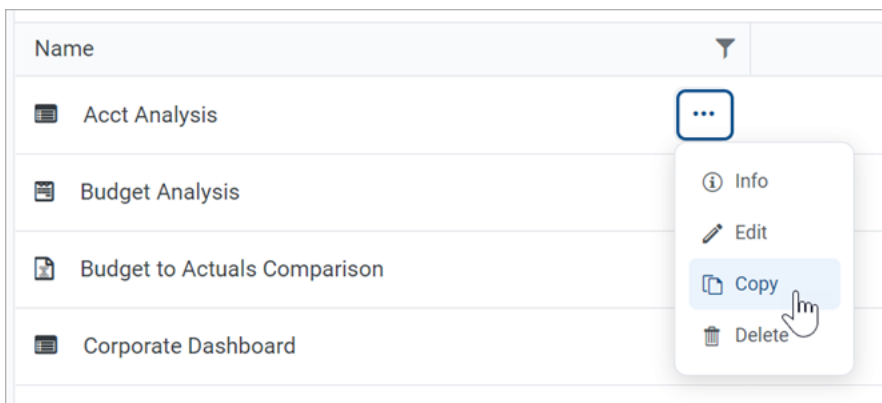 Name
Acct Analysis
...
Info
Budget Analysis
Edit
Budget to Actuals Comparison
Copy
Delete
Corporate Dashboard